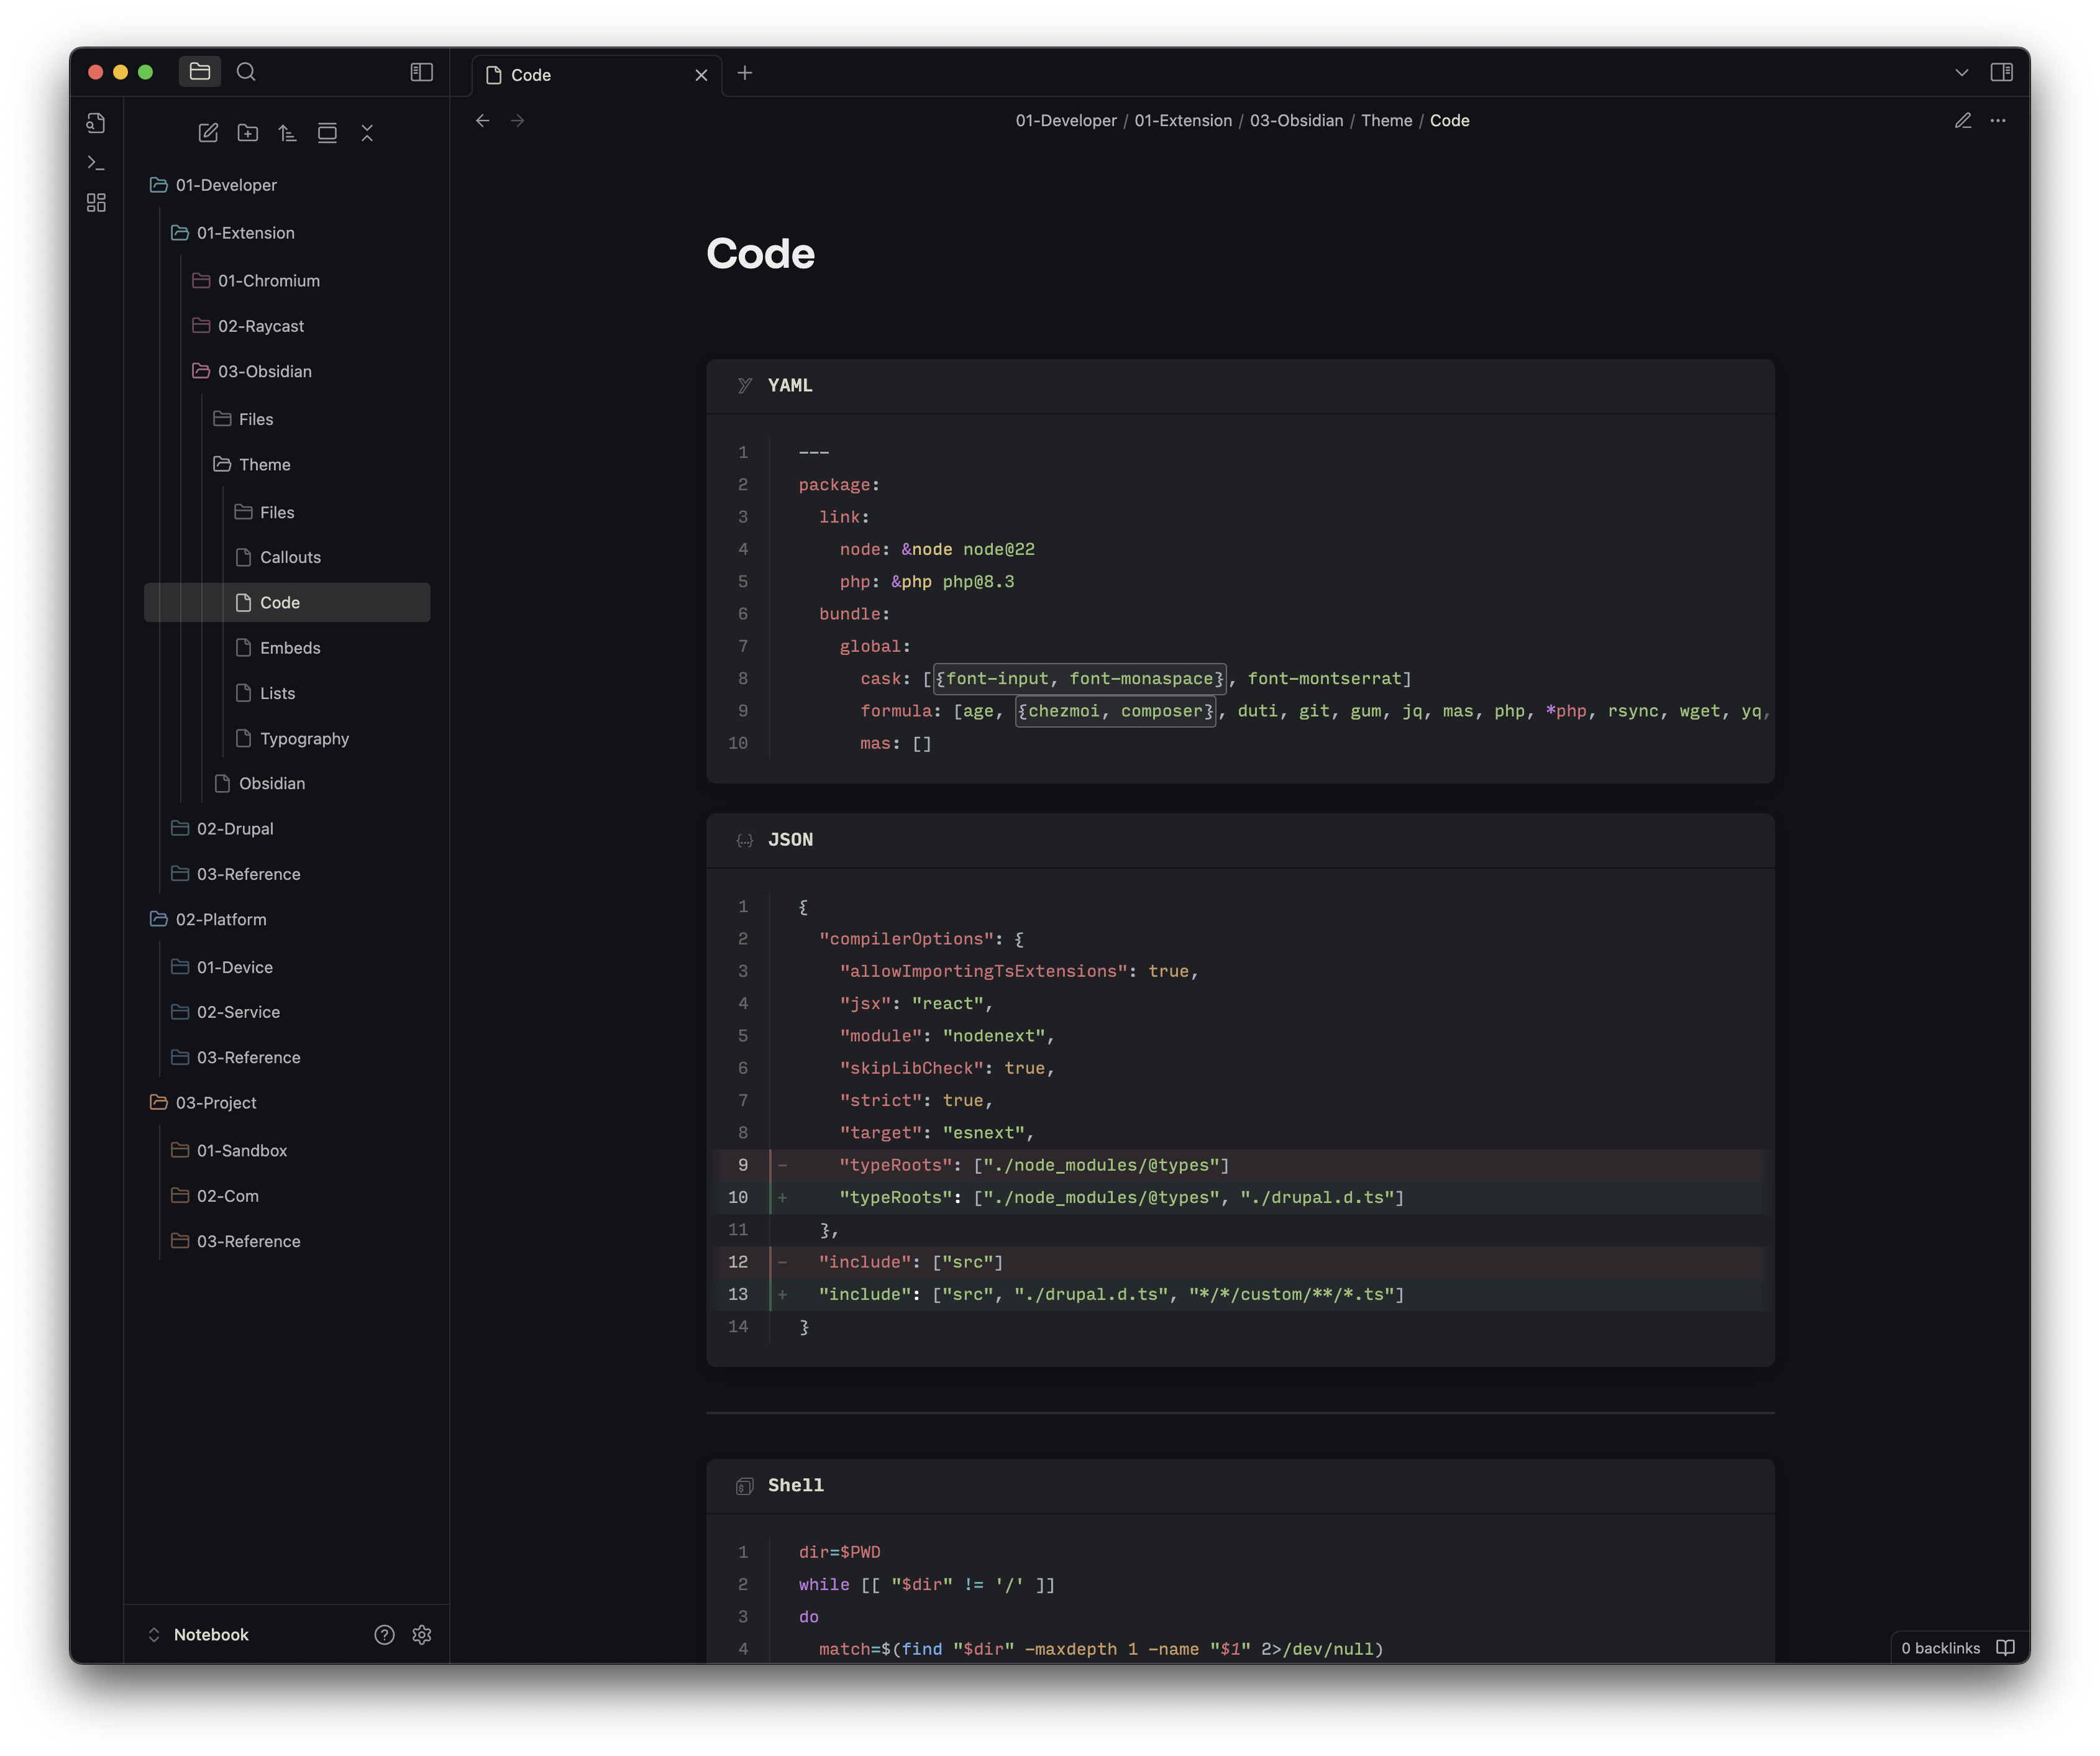 Code
01-Developer / 01-Extension / 03-Obsidian / Theme / Code
01-Developer
01-Extension
01-Chromium
02-Raycast
03-Obsidian
Files
Theme
Files
Callouts
Code
Embeds
Lists
Typography
Obsidian
02-Drupal
03-Reference
02-Platform
01-Device
02-Service
03-Reference
03-Project
01-Sandbox
02-Com
03-Reference
Notebook
Code
YAML
1 ---
2 package:
3 link:
4 node: &node node@22
5 php: &php php@8.3
6 bundle:
7 global:
8 cask: [{font-input, font-monaspace}, font-montserrat]
9 formula: [age, {chezmoi, composer}, duti, git, gum, jq, mas, php, *php, rsync, wget, yq,
10 mas: []
{...} JSON
1 {
2 "compilerOptions": {
3 "allowImportingTsExtensions": true,
4 "jsx": "react",
5 "module": "nodenext",
6 "skipLibCheck": true,
7 "strict": true,
8 "target": "esnext",
9 - "typeRoots": ["./node_modules/@types"]
10 + "typeRoots": ["./node_modules/@types", "./drupal.d.ts"]
11 },
12 - "include": ["src"]
13 + "include": ["src", "./drupal.d.ts", "*/*/custom/**/*.ts"]
14 }
Shell
1 dir=$PWD
2 while [[ "$dir" != '/' ]]
3 do
4 match=$(find "$dir" -maxdepth 1 -name "$1" 2>/dev/null)
0 backlinks